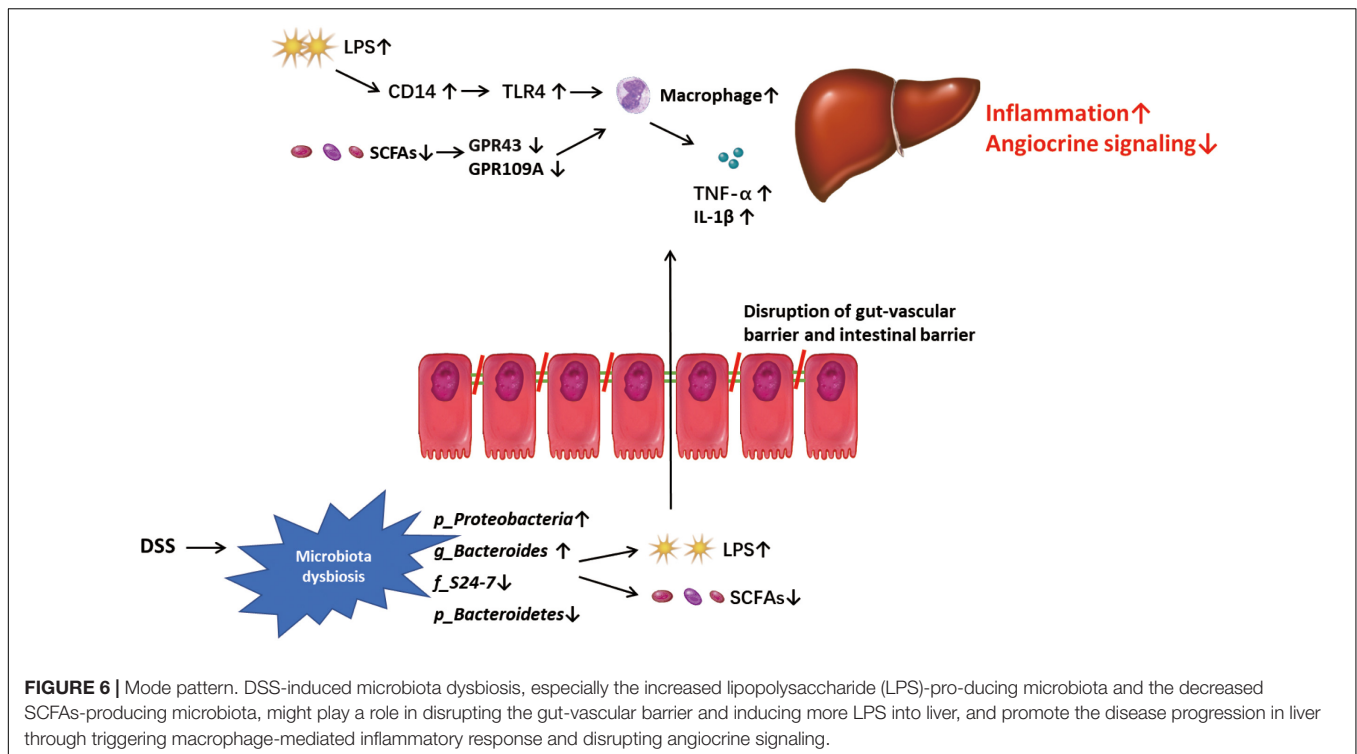 LPS↑
CD14 ↑ → TLR4 ↑ → Macrophage↑
SCFAs↓ → GPR43 ↓
GPR109A ↓
TNF-α ↑
IL-1β ↑
Inflammation↑
Angiocrine signaling↓
Disruption of gut-vascular
barrier and intestinal barrier
DSS →
Microbiota
dysbiosis
p_Proteobacteria↑
g_Bacteroides ↑
f_S24-7↓
p_Bacteroidetes↓
LPS↑
SCFAs↓
FIGURE 6 | Mode pattern. DSS-induced microbiota dysbiosis, especially the increased lipopolysaccharide (LPS)-pro-ducing microbiota and the decreased
SCFAs-producing microbiota, might play a role in disrupting the gut-vascular barrier and inducing more LPS into liver, and promote the disease progression in liver
through triggering macrophage-mediated inflammatory response and disrupting angiocrine signaling.